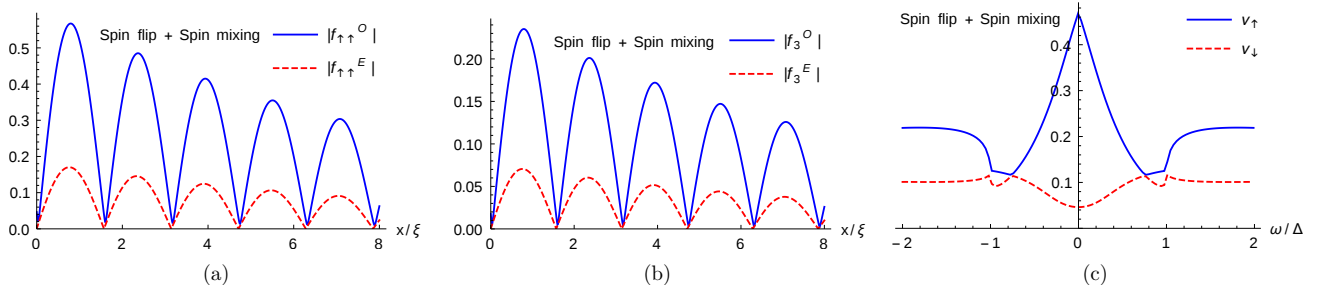 Spin flip + Spin mixing
|f↑↑ᴼ|
|f↑↑ᴱ|
0.5
0.4
0.3
0.2
0.1
0.0
0 2 4 6 8 x/ξ
(a)
Spin flip + Spin mixing
|f₃ᴼ|
|f₃ᴱ|
0.20
0.15
0.10
0.05
0.00
0 2 4 6 8 x/ξ
(b)
Spin flip + Spin mixing
ν↑
ν↓
0.4
0.3
0.2
0.1
−2 −1 0 1 2 ω/Δ
(c)